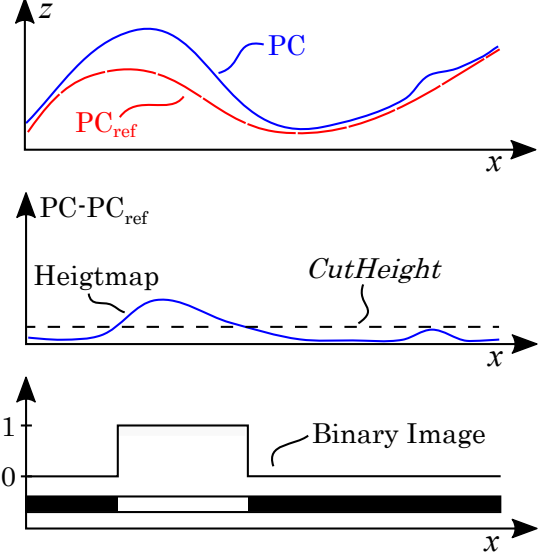 z
PC
PCref
x
PC-PCref
Heigtmap
CutHeight
x
1
Binary Image
0
x